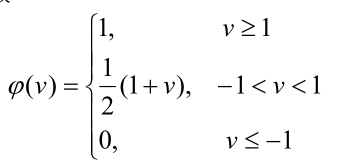 φ(v) = { 1, v ≥ 1
1/2 (1 + v), −1 < v < 1
0, v ≤ −1